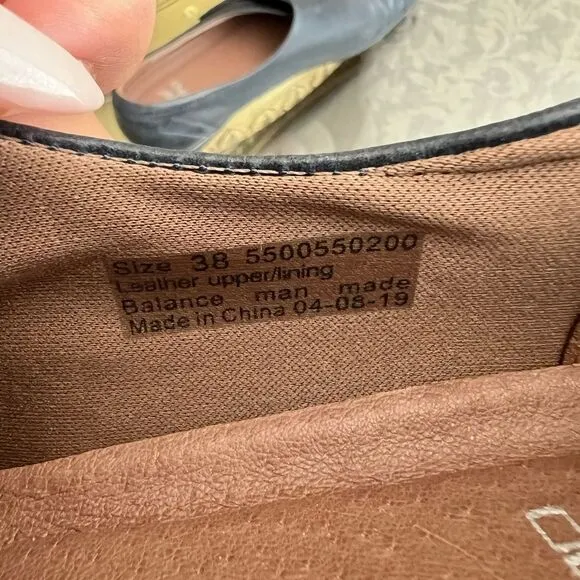 Size 38 5500550200
Leather upper/lining
Balance man made
Made in China 04-08-19